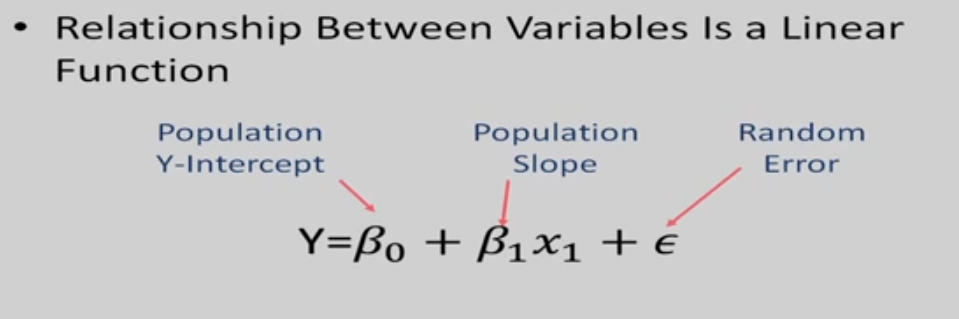 • Relationship Between Variables Is a Linear
Function
Population Y-Intercept
Population Slope
Random Error
Y=β₀ + β₁x₁ + ϵ